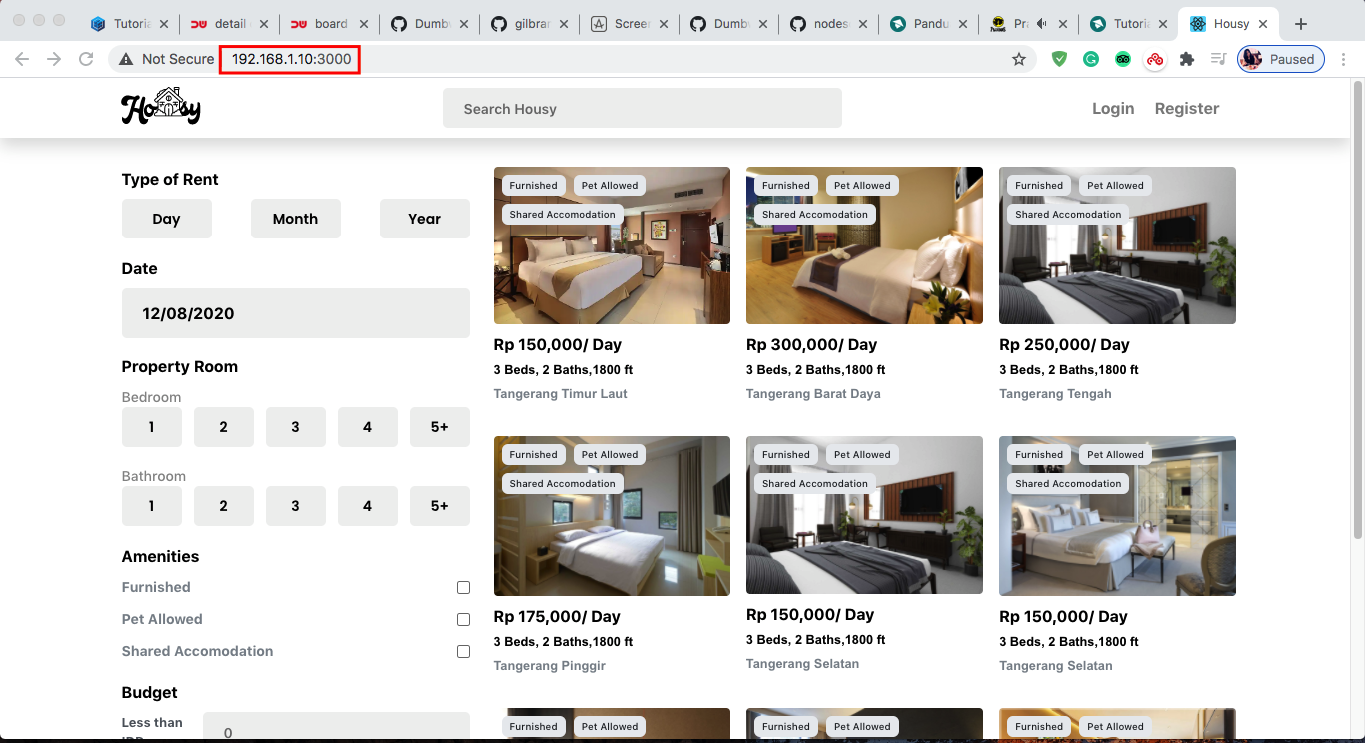 Tutoria
detail
board
Dumbw
gilbran
Screen
Dumbw
nodes
Pandu
Pra
Tutoria
Housy
Not Secure 192.168.1.10:3000
Paused
Housy
Search Housy
Login Register
Type of Rent
Day Month Year
Date
12/08/2020
Property Room
Bedroom
1 2 3 4 5+
Bathroom
1 2 3 4 5+
Amenities
Furnished
Pet Allowed
Shared Accomodation
Budget
Less than
0
Furnished Pet Allowed
Shared Accomodation
Rp 150,000/ Day
3 Beds, 2 Baths,1800 ft
Tangerang Timur Laut
Furnished Pet Allowed
Shared Accomodation
Rp 300,000/ Day
3 Beds, 2 Baths,1800 ft
Tangerang Barat Daya
Furnished Pet Allowed
Shared Accomodation
Rp 250,000/ Day
3 Beds, 2 Baths,1800 ft
Tangerang Tengah
Furnished Pet Allowed
Shared Accomodation
Rp 175,000/ Day
3 Beds, 2 Baths,1800 ft
Tangerang Pinggir
Furnished Pet Allowed
Shared Accomodation
Rp 150,000/ Day
3 Beds, 2 Baths,1800 ft
Tangerang Selatan
Furnished Pet Allowed
Shared Accomodation
Rp 150,000/ Day
3 Beds, 2 Baths,1800 ft
Tangerang Selatan
Furnished Pet Allowed
Furnished Pet Allowed
Furnished Pet Allowed